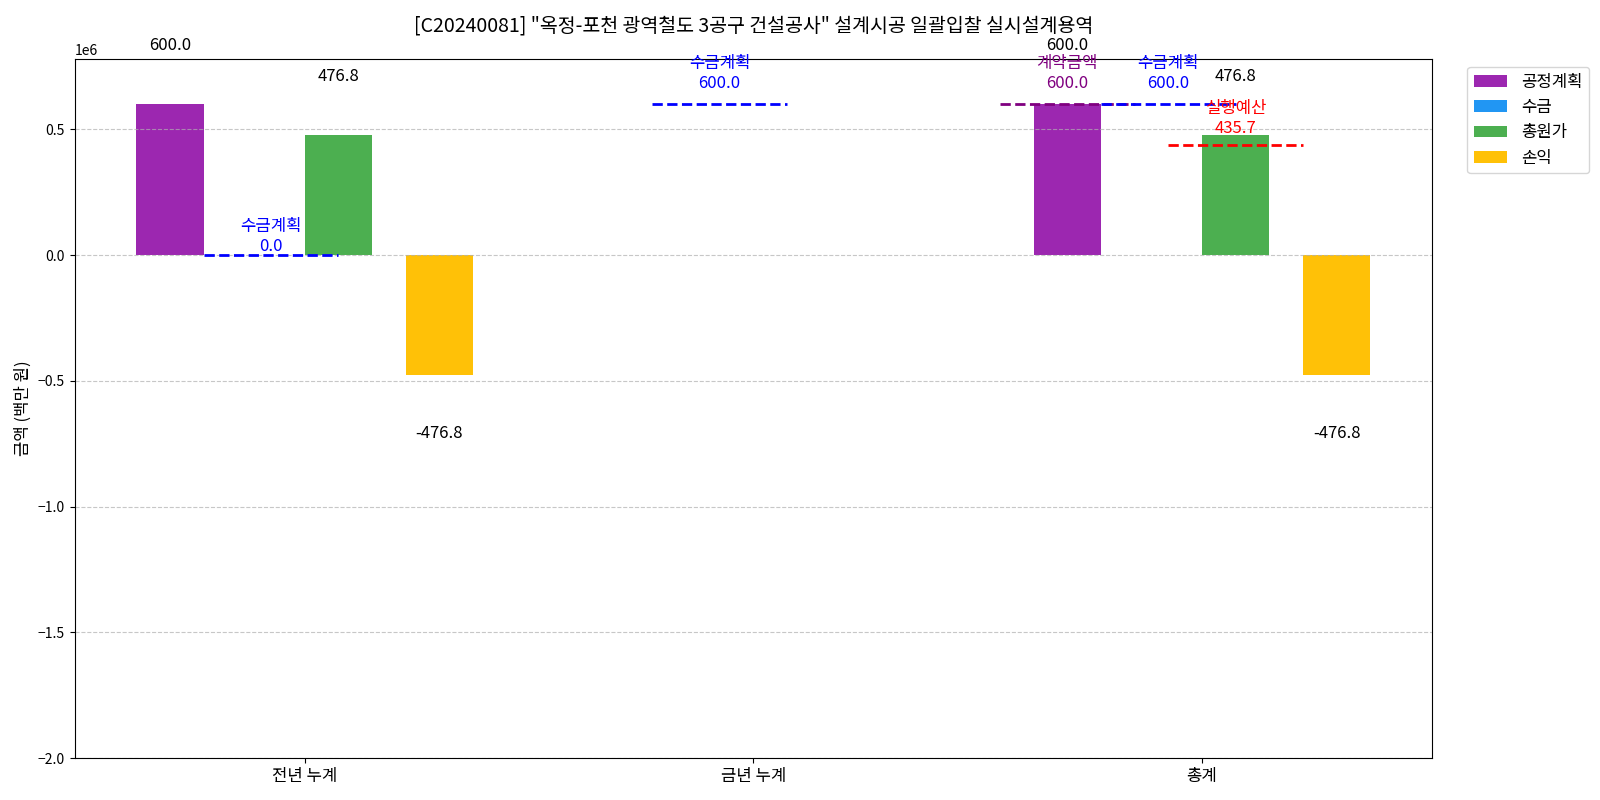 [C20240081] "옥정-포천 광역철도 3공구 건설공사" 설계시공 일괄입찰 실시설계용역
1e6
600.0
476.8
수금계획
0.0
-476.8
수금계획
600.0
600.0
계약금액
600.0
수금계획
600.0
476.8
실행예산
435.7
-476.8
공정계획
수금
총원가
손익
금액 (백만 원)
0.5
0.0
−0.5
−1.0
−1.5
−2.0
전년 누계
금년 누계
총계